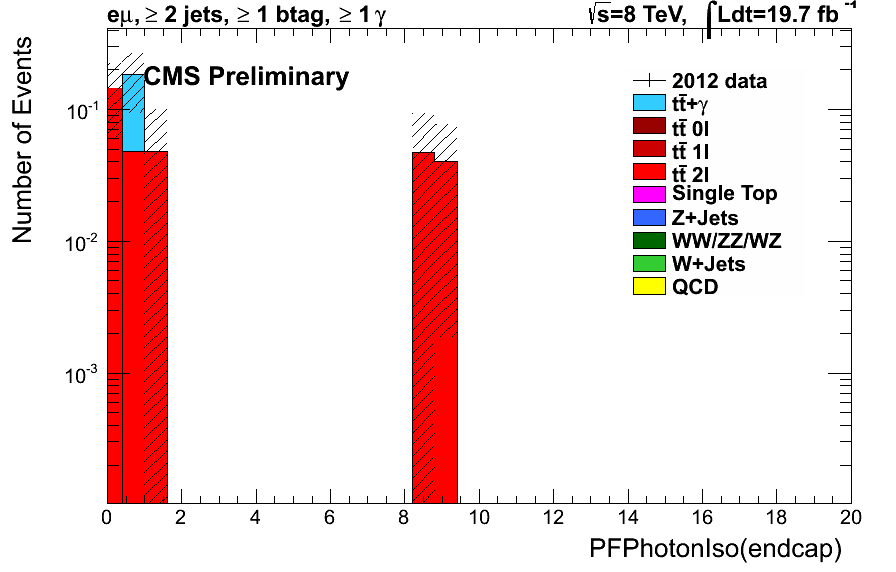 eμ, ≥ 2 jets, ≥ 1 btag, ≥ 1 γ
√s=8 TeV, ∫Ldt=19.7 fb⁻¹
CMS Preliminary
Number of Events
10⁻¹
10⁻²
10⁻³
2012 data
tt̄+γ
tt̄ 0l
tt̄ 1l
tt̄ 2l
Single Top
Z+Jets
WW/ZZ/WZ
W+Jets
QCD
0 2 4 6 8 10 12 14 16 18 20
PFPhotonIso(endcap)